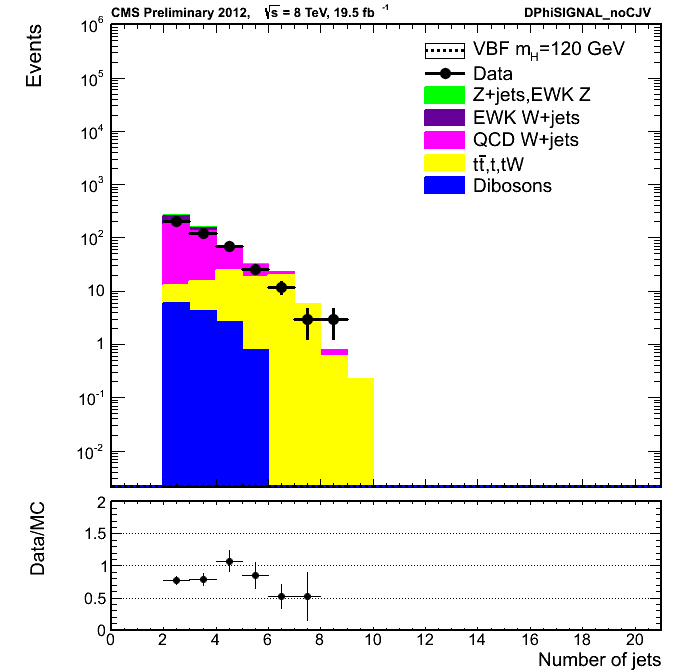 CMS Preliminary 2012, √s = 8 TeV, 19.5 fb⁻¹ DPhiSIGNAL_noCJV
Events
10⁶
10⁵
10⁴
10³
10²
10
1
10⁻¹
10⁻²
VBF m_H=120 GeV
Data
Z+jets,EWK Z
EWK W+jets
QCD W+jets
tt̄,t,tW
Dibosons
Data/MC
2
1.5
1
0.5
0
0 2 4 6 8 10 12 14 16 18 20
Number of jets